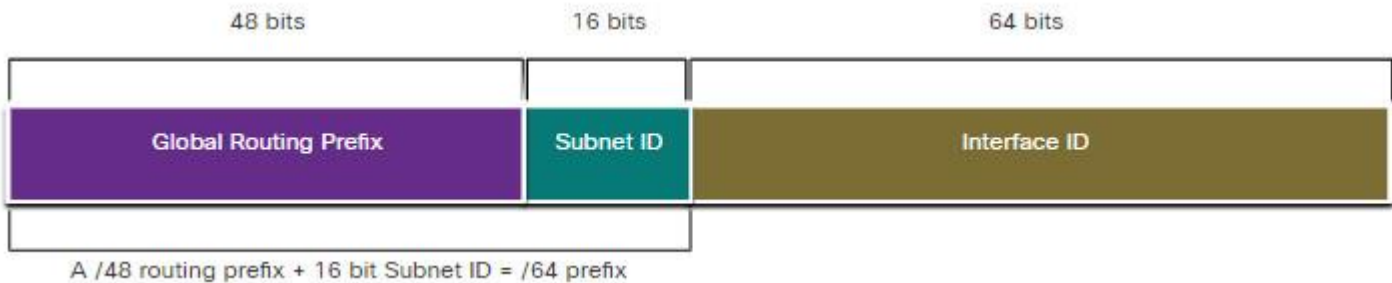 48 bits 16 bits 64 bits
Global Routing Prefix Subnet ID Interface ID
A /48 routing prefix + 16 bit Subnet ID = /64 prefix